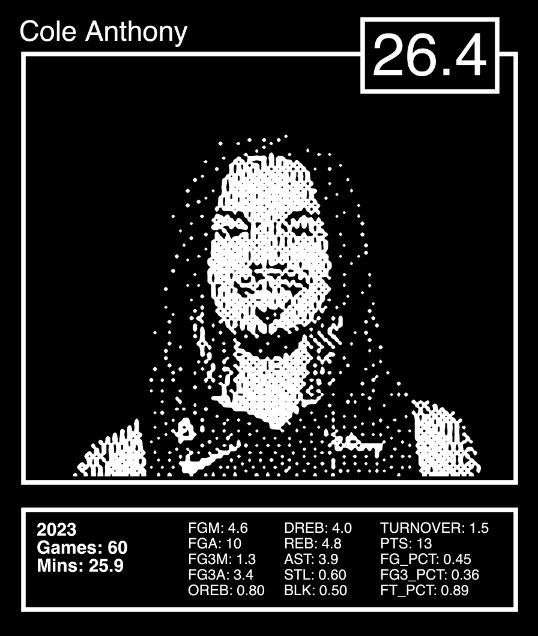 Cole Anthony
26.4
2023
Games: 60
Mins: 25.9
FGM: 4.6
FGA: 10
FG3M: 1.3
FG3A: 3.4
OREB: 0.80
DREB: 4.0
REB: 4.8
AST: 3.9
STL: 0.60
BLK: 0.50
TURNOVER: 1.5
PTS: 13
FG_PCT: 0.45
FG3_PCT: 0.36
FT_PCT: 0.89